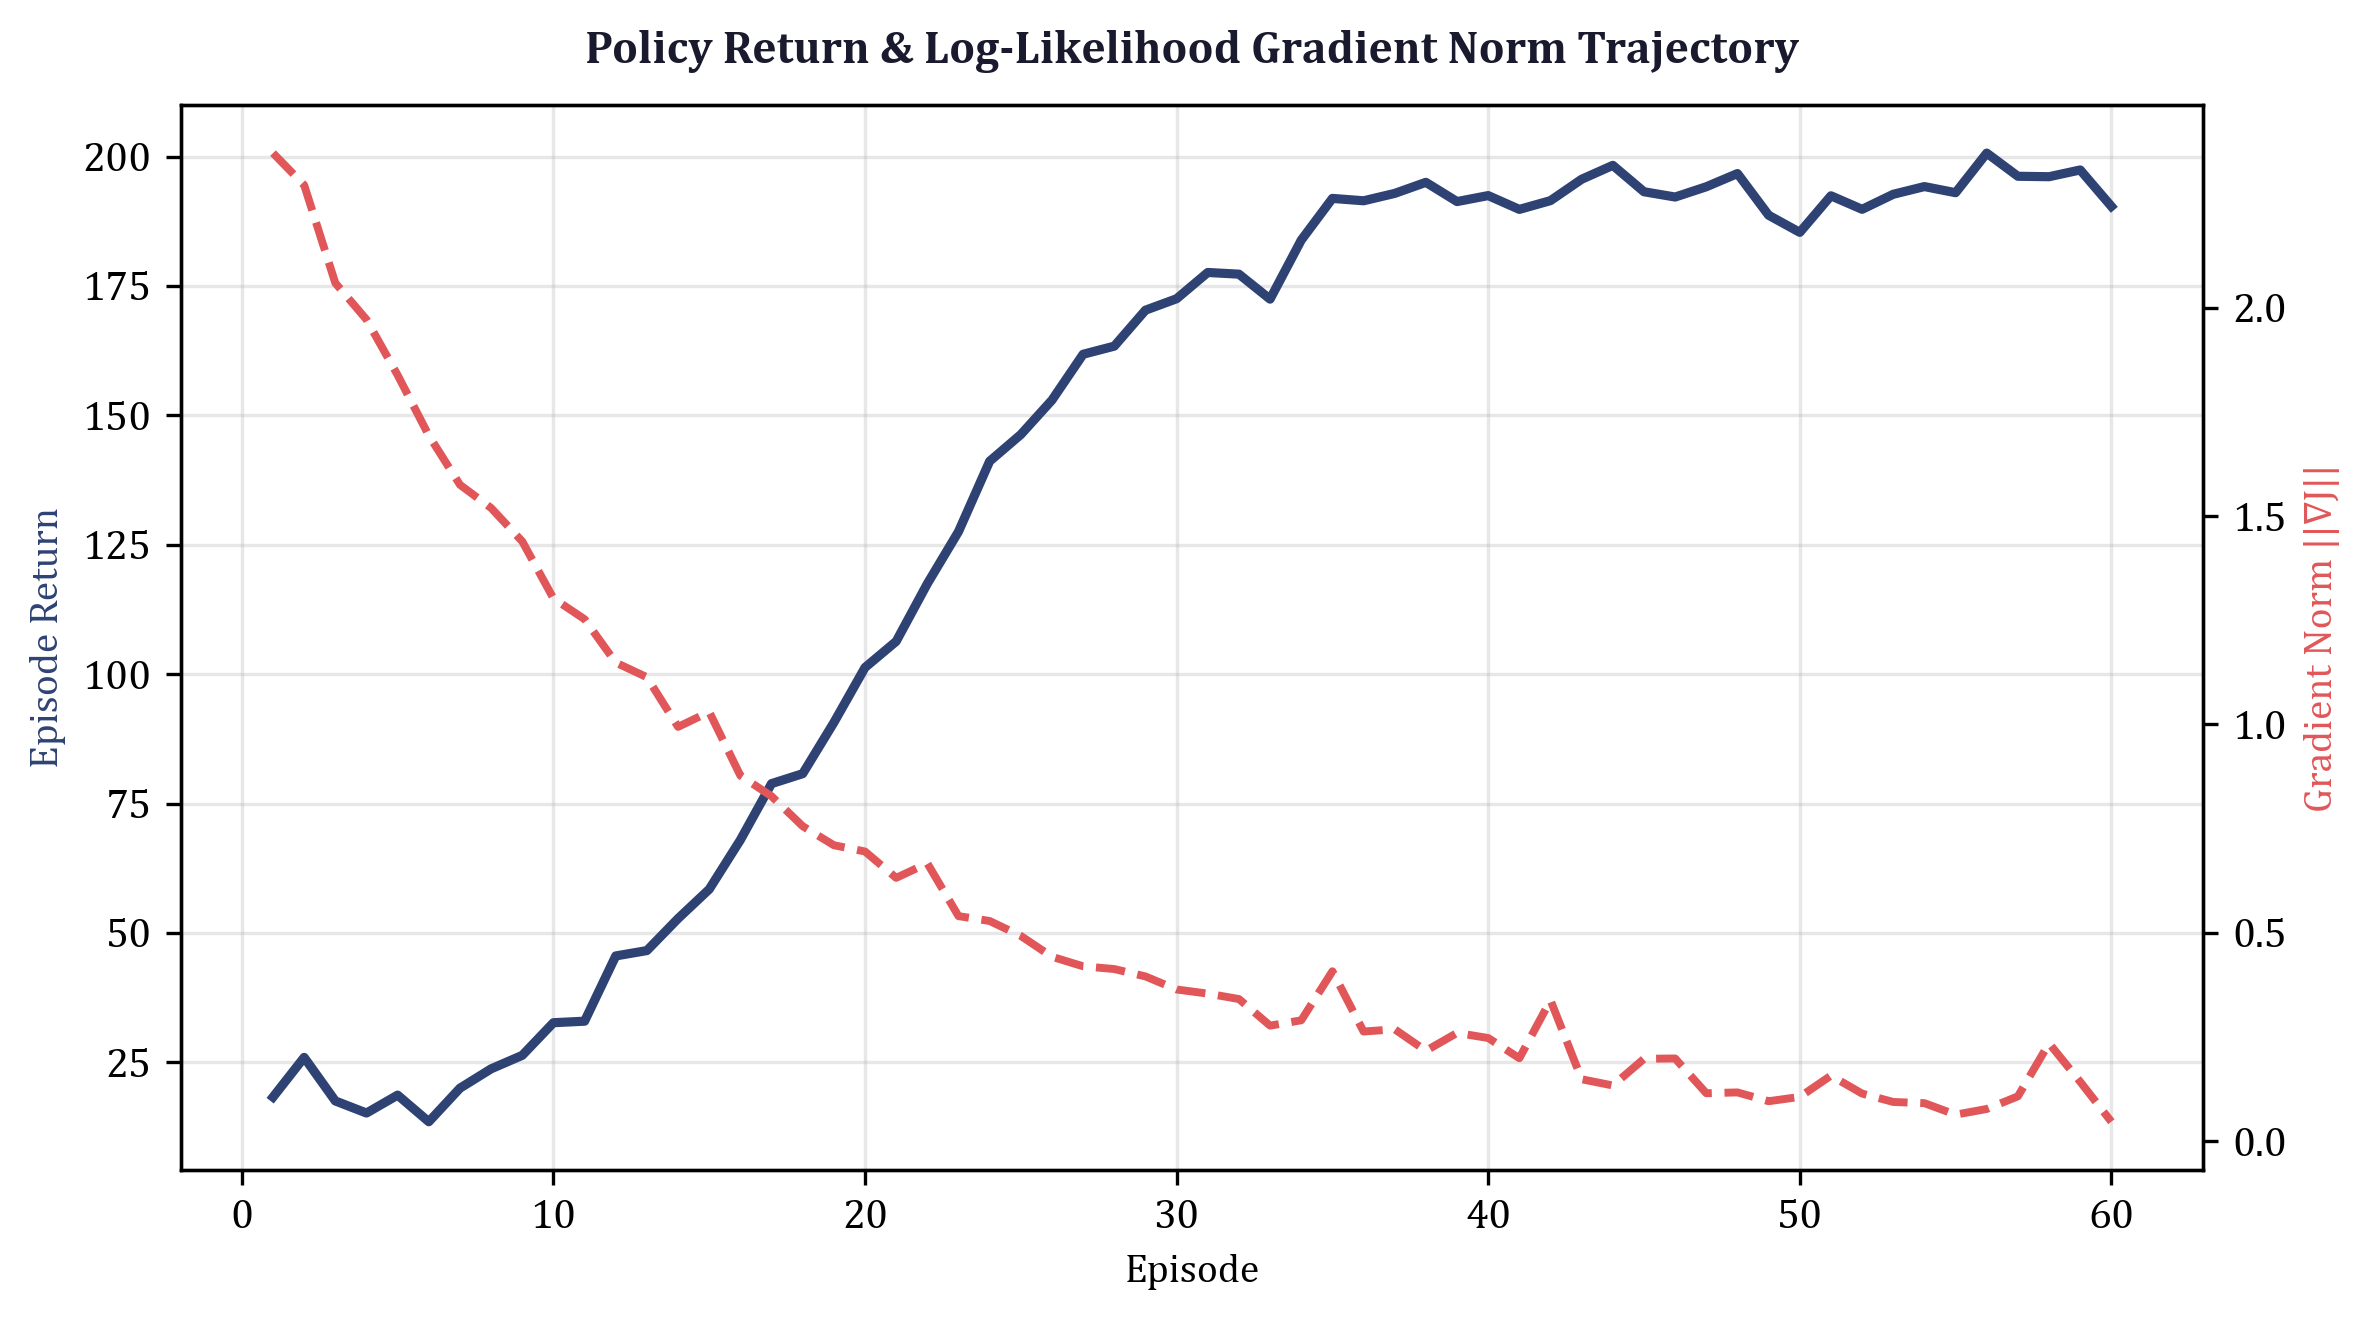 Policy Return & Log-Likelihood Gradient Norm Trajectory
Episode Return
200
175
150
125
100
75
50
25
2.0
1.5
1.0
0.5
0.0
Gradient Norm ||∇J||
0 10 20 30 40 50 60
Episode